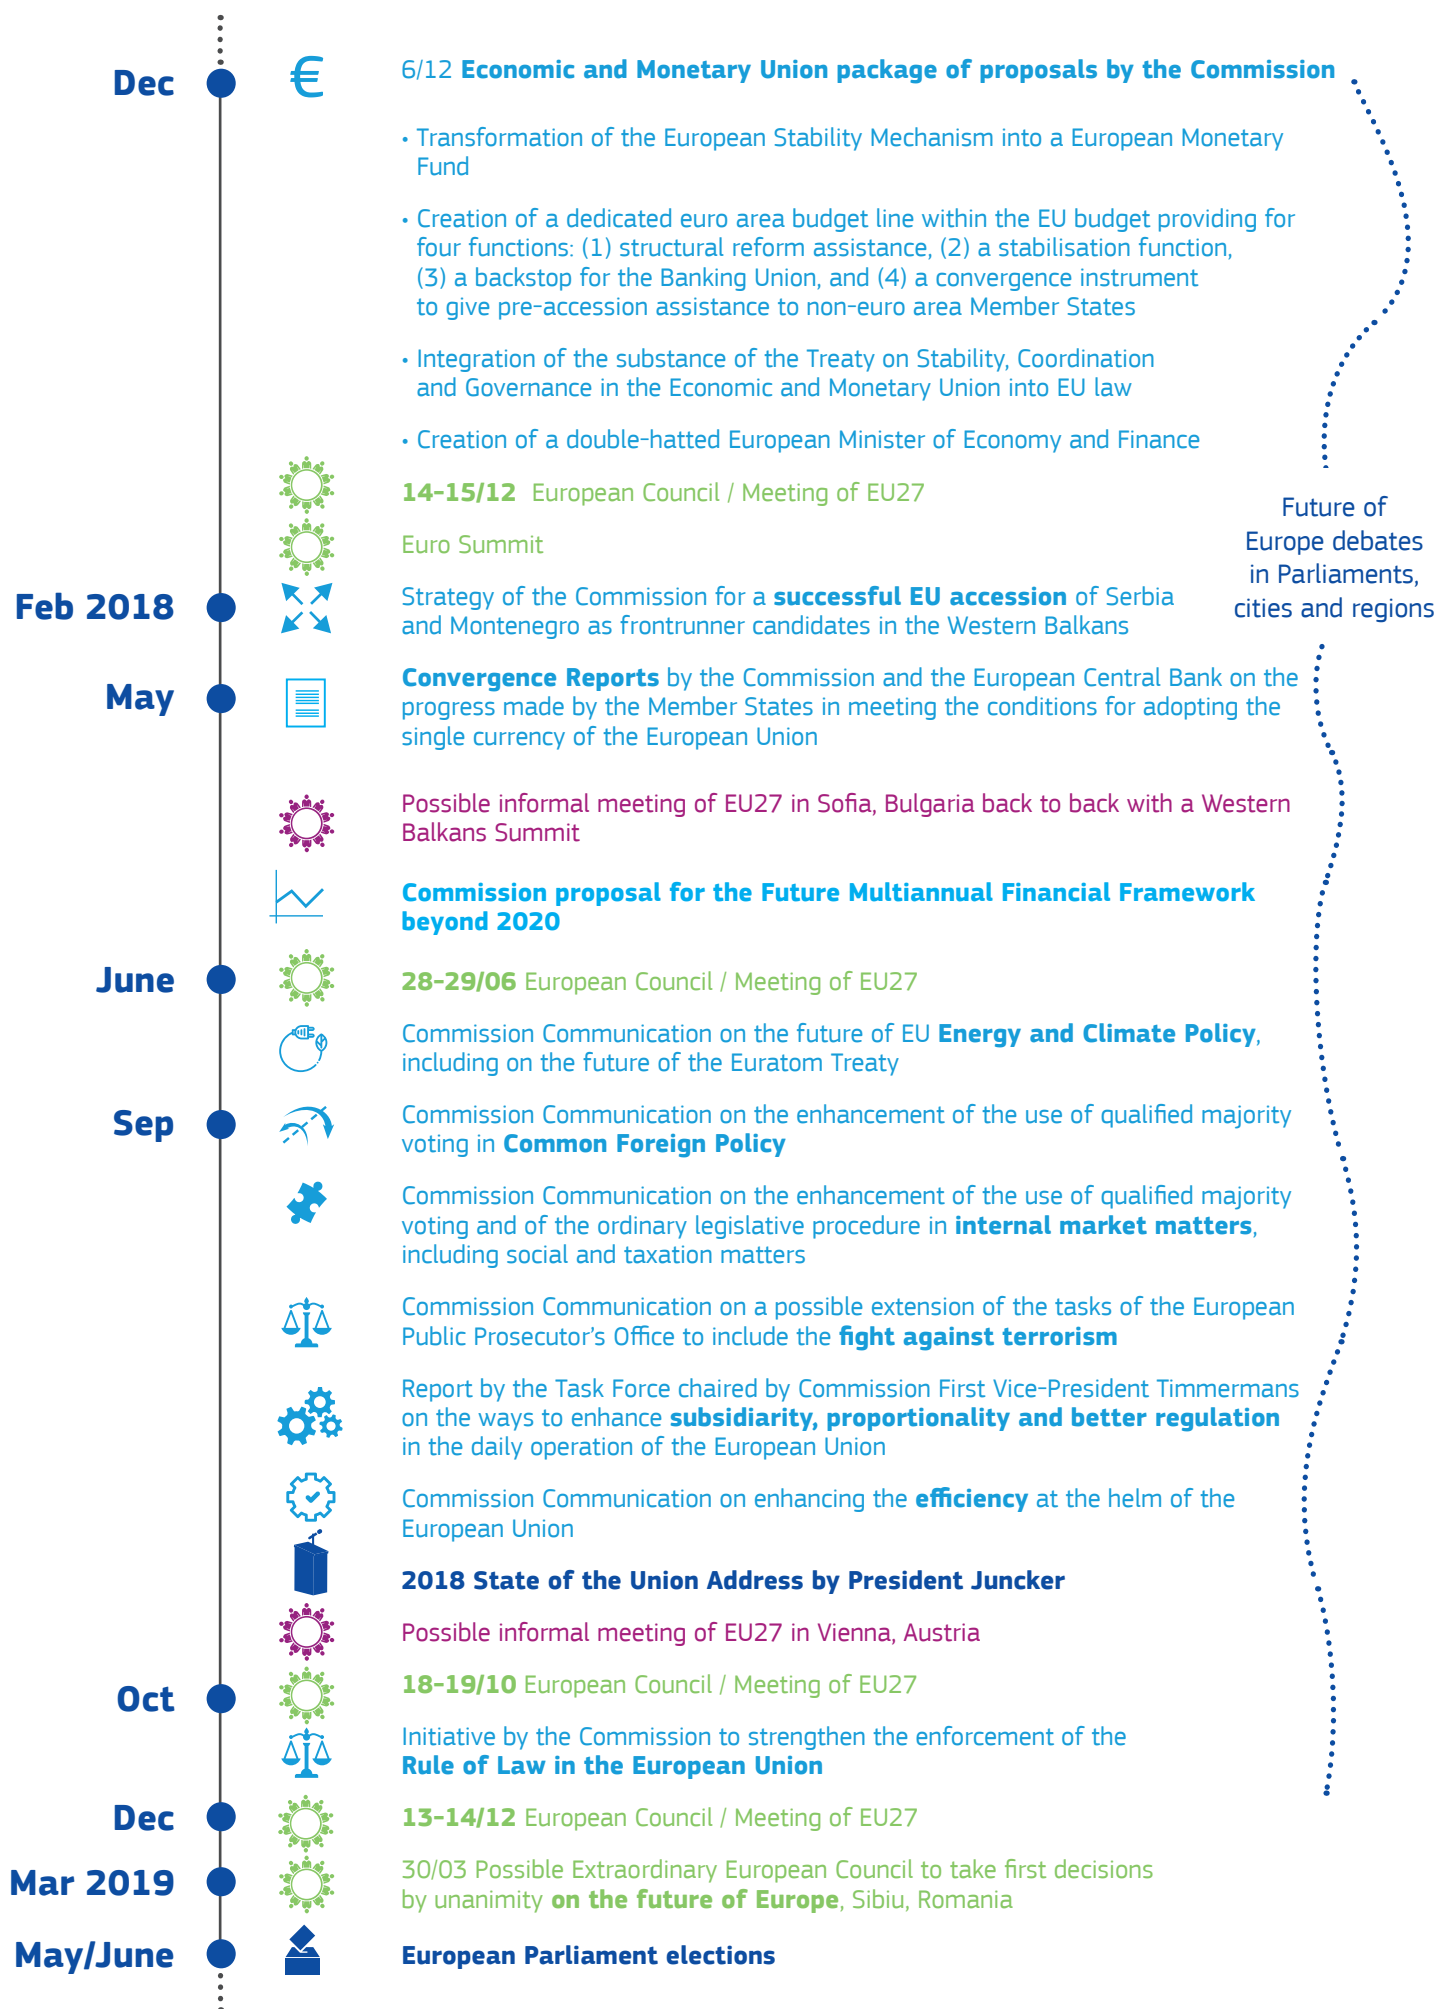 Dec
6/12 Economic and Monetary Union package of proposals by the Commission
• Transformation of the European Stability Mechanism into a European Monetary
Fund
• Creation of a dedicated euro area budget line within the EU budget providing for
four functions: (1) structural reform assistance, (2) a stabilisation function,
(3) a backstop for the Banking Union, and (4) a convergence instrument
to give pre-accession assistance to non-euro area Member States
• Integration of the substance of the Treaty on Stability, Coordination
and Governance in the Economic and Monetary Union into EU law
• Creation of a double-hatted European Minister of Economy and Finance
14-15/12 European Council / Meeting of EU27
Euro Summit
Future of
Europe debates
in Parliaments,
cities and regions
Feb 2018
Strategy of the Commission for a successful EU accession of Serbia
and Montenegro as frontrunner candidates in the Western Balkans
May
Convergence Reports by the Commission and the European Central Bank on the
progress made by the Member States in meeting the conditions for adopting the
single currency of the European Union
Possible informal meeting of EU27 in Sofia, Bulgaria back to back with a Western
Balkans Summit
Commission proposal for the Future Multiannual Financial Framework
beyond 2020
June
28-29/06 European Council / Meeting of EU27
Commission Communication on the future of EU Energy and Climate Policy,
including on the future of the Euratom Treaty
Sep
Commission Communication on the enhancement of the use of qualified majority
voting in Common Foreign Policy
Commission Communication on the enhancement of the use of qualified majority
voting and of the ordinary legislative procedure in internal market matters,
including social and taxation matters
Commission Communication on a possible extension of the tasks of the European
Public Prosecutor's Office to include the fight against terrorism
Report by the Task Force chaired by Commission First Vice-President Timmermans
on the ways to enhance subsidiarity, proportionality and better regulation
in the daily operation of the European Union
Commission Communication on enhancing the efficiency at the helm of the
European Union
2018 State of the Union Address by President Juncker
Possible informal meeting of EU27 in Vienna, Austria
Oct
18-19/10 European Council / Meeting of EU27
Initiative by the Commission to strengthen the enforcement of the
Rule of Law in the European Union
Dec
13-14/12 European Council / Meeting of EU27
Mar 2019
30/03 Possible Extraordinary European Council to take first decisions
by unanimity on the future of Europe, Sibiu, Romania
May/June
European Parliament elections